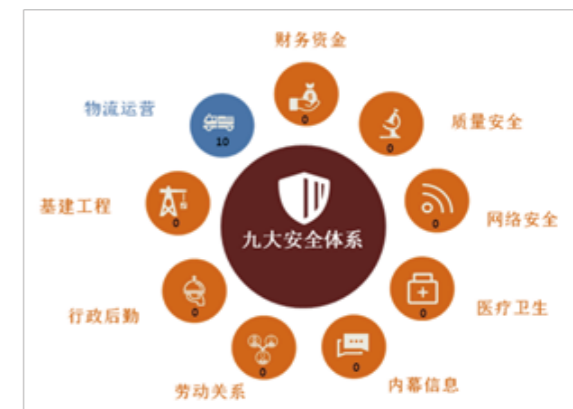 财务资金
0
质量安全
0
网络安全
0
医疗卫生
0
内幕信息
0
劳动关系
0
行政后勤
0
基建工程
0
物流运营
10
九大安全体系